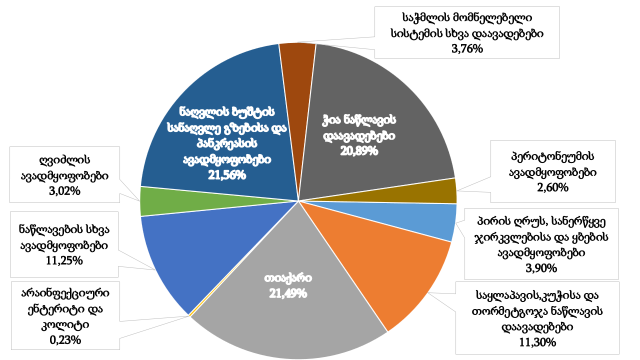 საჭმლის მომნელებელი
სისტემის სხვა დაავადებები
3,76%
ჭია ნაწლავის
დაავადებები
20,89%
პერიტონეუმის
ავადმყოფობები
2,60%
პირის ღრუს, სანერწყვე
ჯირკვლებისა და ყბების
ავადმყოფობები
3,90%
საყლაპავის,კუჭისა და
თორმეტგოჯა ნაწლავის
დაავადებები
11,30%
თიაქარი
21,49%
არაინფექციური
ენტერიტი და
კოლიტი
0,23%
ნაწლავების სხვა
ავადმყოფობები
11,25%
ღვიძლის
ავადმყოფობები
3,02%
ნაღვლის ბუშტის
სანაღვლე გზებისა და
პანკრეასის
ავადმყოფობები
21,56%